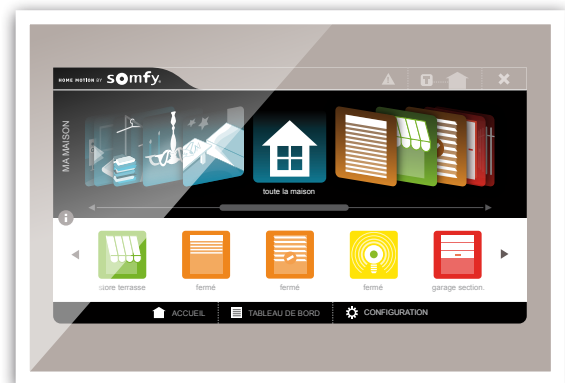 HOME MOTION BY somfy.
T
MA MAISON
toute la maison
i
store terrasse
fermé
fermé
fermé
garage section.
ACCUEIL
TABLEAU DE BORD
CONFIGURATION